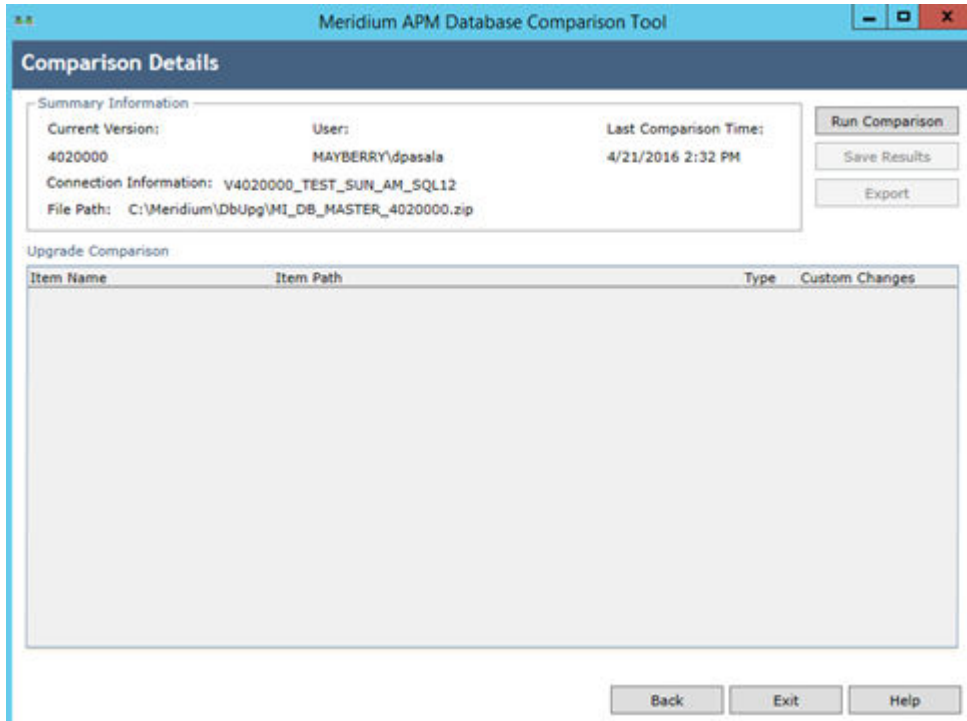 Meridium APM Database Comparison Tool
Comparison Details
Summary Information
Current Version: User: Last Comparison Time:
4020000 MAYBERRY\dpasala 4/21/2016 2:32 PM
Connection Information: V4020000_TEST_SUN_AM_SQL12
File Path: C:\Meridium\DbUpg\MI_DB_MASTER_4020000.zip
Run Comparison
Save Results
Export
Upgrade Comparison
Item Name Item Path Type Custom Changes
Back Exit Help